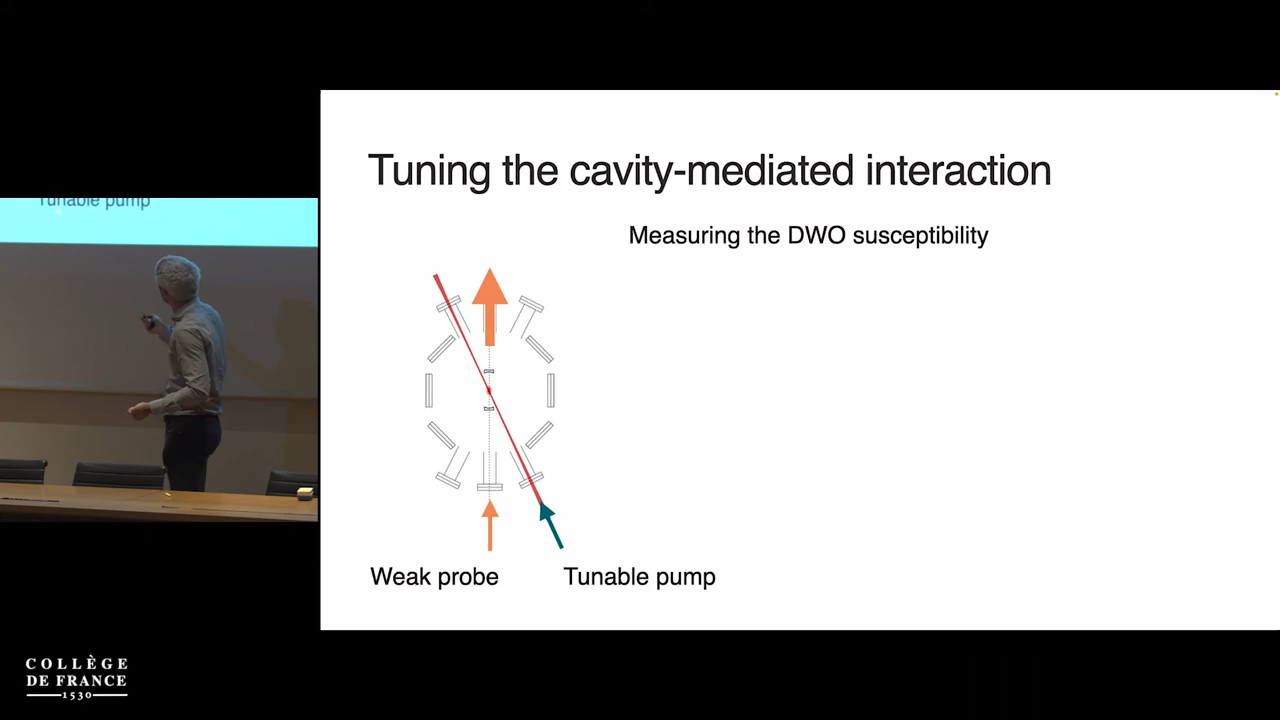 Tunable pump
Tuning the cavity-mediated interaction
Measuring the DWO susceptibility
Weak probe
Tunable pump
COLLÈGE
DE FRANCE
1530